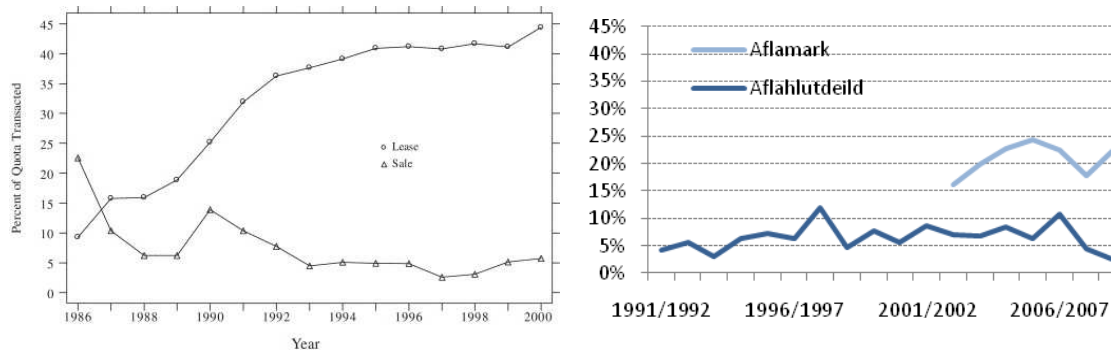 45
40
35
30
25
20
15
10
5
0
Percent of Quota Transacted
Lease
Sale
1986 1988 1990 1992 1994 1996 1998 2000
Year
45%
40%
35%
30%
25%
20%
15%
10%
5%
0%
Aflamark
Aflahlutdeild
1991/1992 1996/1997 2001/2002 2006/2007